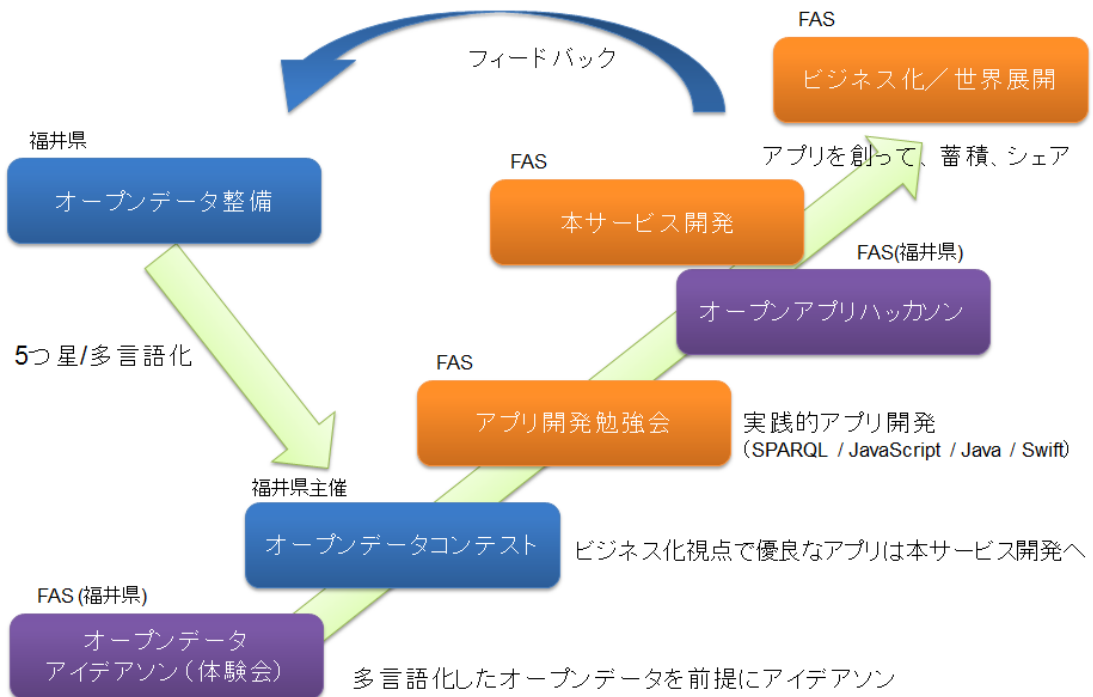 FAS
フィードバック
ビジネス化／世界展開
福井県
オープンデータ整備
アプリを創って、蓄積、シェア
FAS
本サービス開発
FAS(福井県)
オープンアプリハッカソン
5つ星/多言語化
FAS
アプリ開発勉強会
実践的アプリ開発
（SPARQL / JavaScript / Java / Swift）
福井県主催
オープンデータコンテスト
ビジネス化視点で優良なアプリは本サービス開発へ
FAS (福井県)
オープンデータ
アイデアソン（体験会）
多言語化したオープンデータを前提にアイデアソン